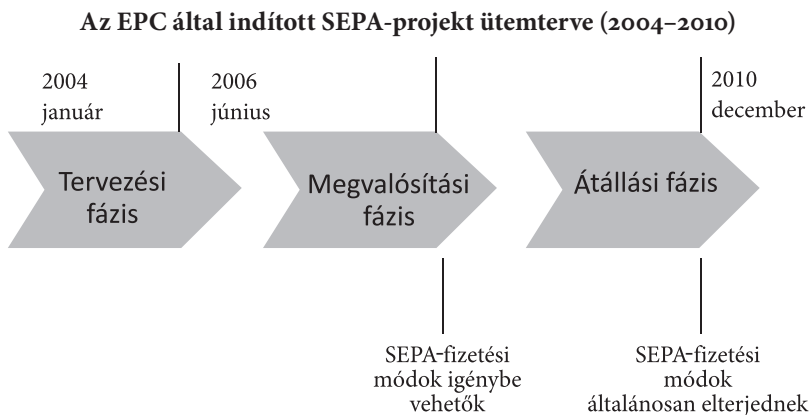 Az EPC által indított SEPA-projekt ütemterve (2004–2010)
2004
január
2006
június
2010
december
Tervezési
fázis
Megvalósítási
fázis
Átállási fázis
SEPA-fizetési
módok igénybe
vehetők
SEPA-fizetési
módok
általánosan elterjednek